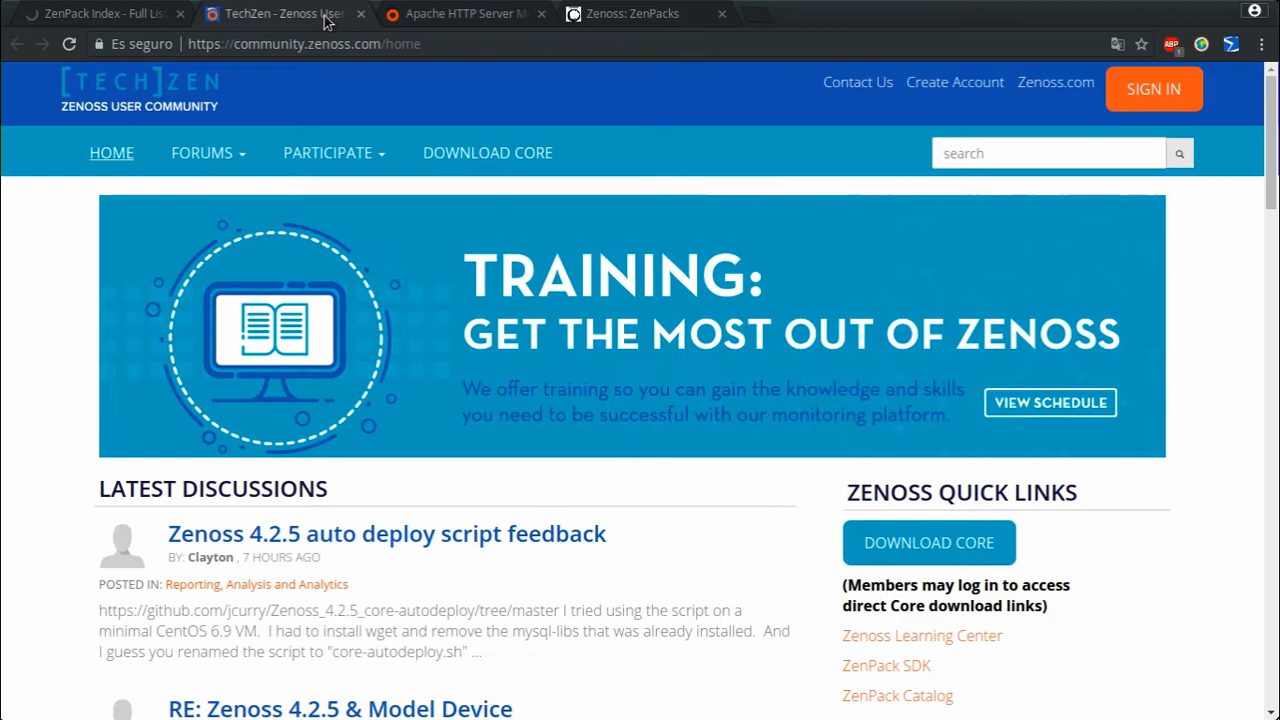 ZenPack Index - Full Lis
TechZen - Zenoss User
Apache HTTP Server M
Zenoss: ZenPacks
Es seguro | https://community.zenoss.com/home
ABP
1
[TECH]ZEN
ZENOSS USER COMMUNITY
Contact Us Create Account Zenoss.com
SIGN IN
HOME FORUMS PARTICIPATE DOWNLOAD CORE
search
TRAINING:
GET THE MOST OUT OF ZENOSS
We offer training so you can gain the knowledge and skills
you need to be successful with our monitoring platform.
VIEW SCHEDULE
LATEST DISCUSSIONS
Zenoss 4.2.5 auto deploy script feedback
BY: Clayton , 7 HOURS AGO
POSTED IN: Reporting, Analysis and Analytics
https://github.com/jcurry/Zenoss_4.2.5_core-autodeploy/tree/master I tried using the script on a
minimal CentOS 6.9 VM. I had to install wget and remove the mysql-libs that was already installed. And
I guess you renamed the script to "core-autodeploy.sh" ...
RE: Zenoss 4.2.5 & Model Device
ZENOSS QUICK LINKS
DOWNLOAD CORE
(Members may log in to access
direct Core download links)
Zenoss Learning Center
ZenPack SDK
ZenPack Catalog